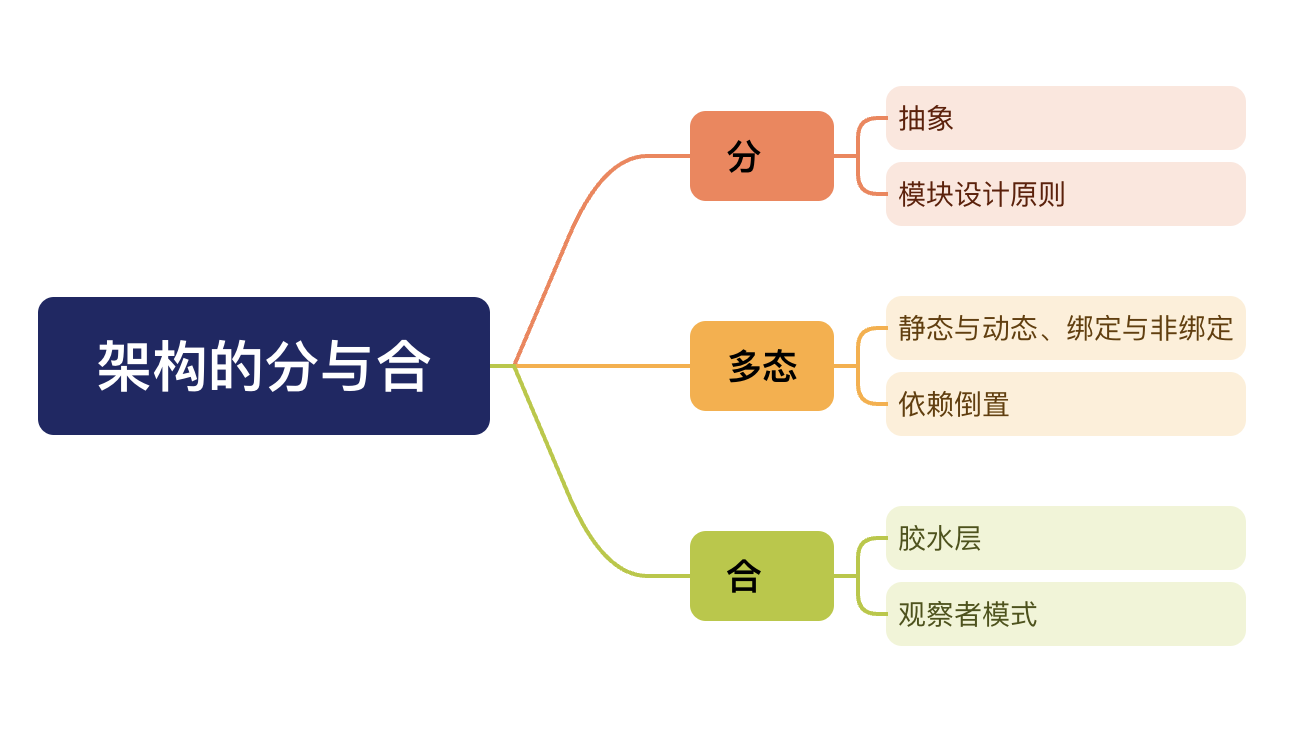 架构的分与合
分
抽象
模块设计原则
多态
静态与动态、绑定与非绑定
依赖倒置
合
胶水层
观察者模式